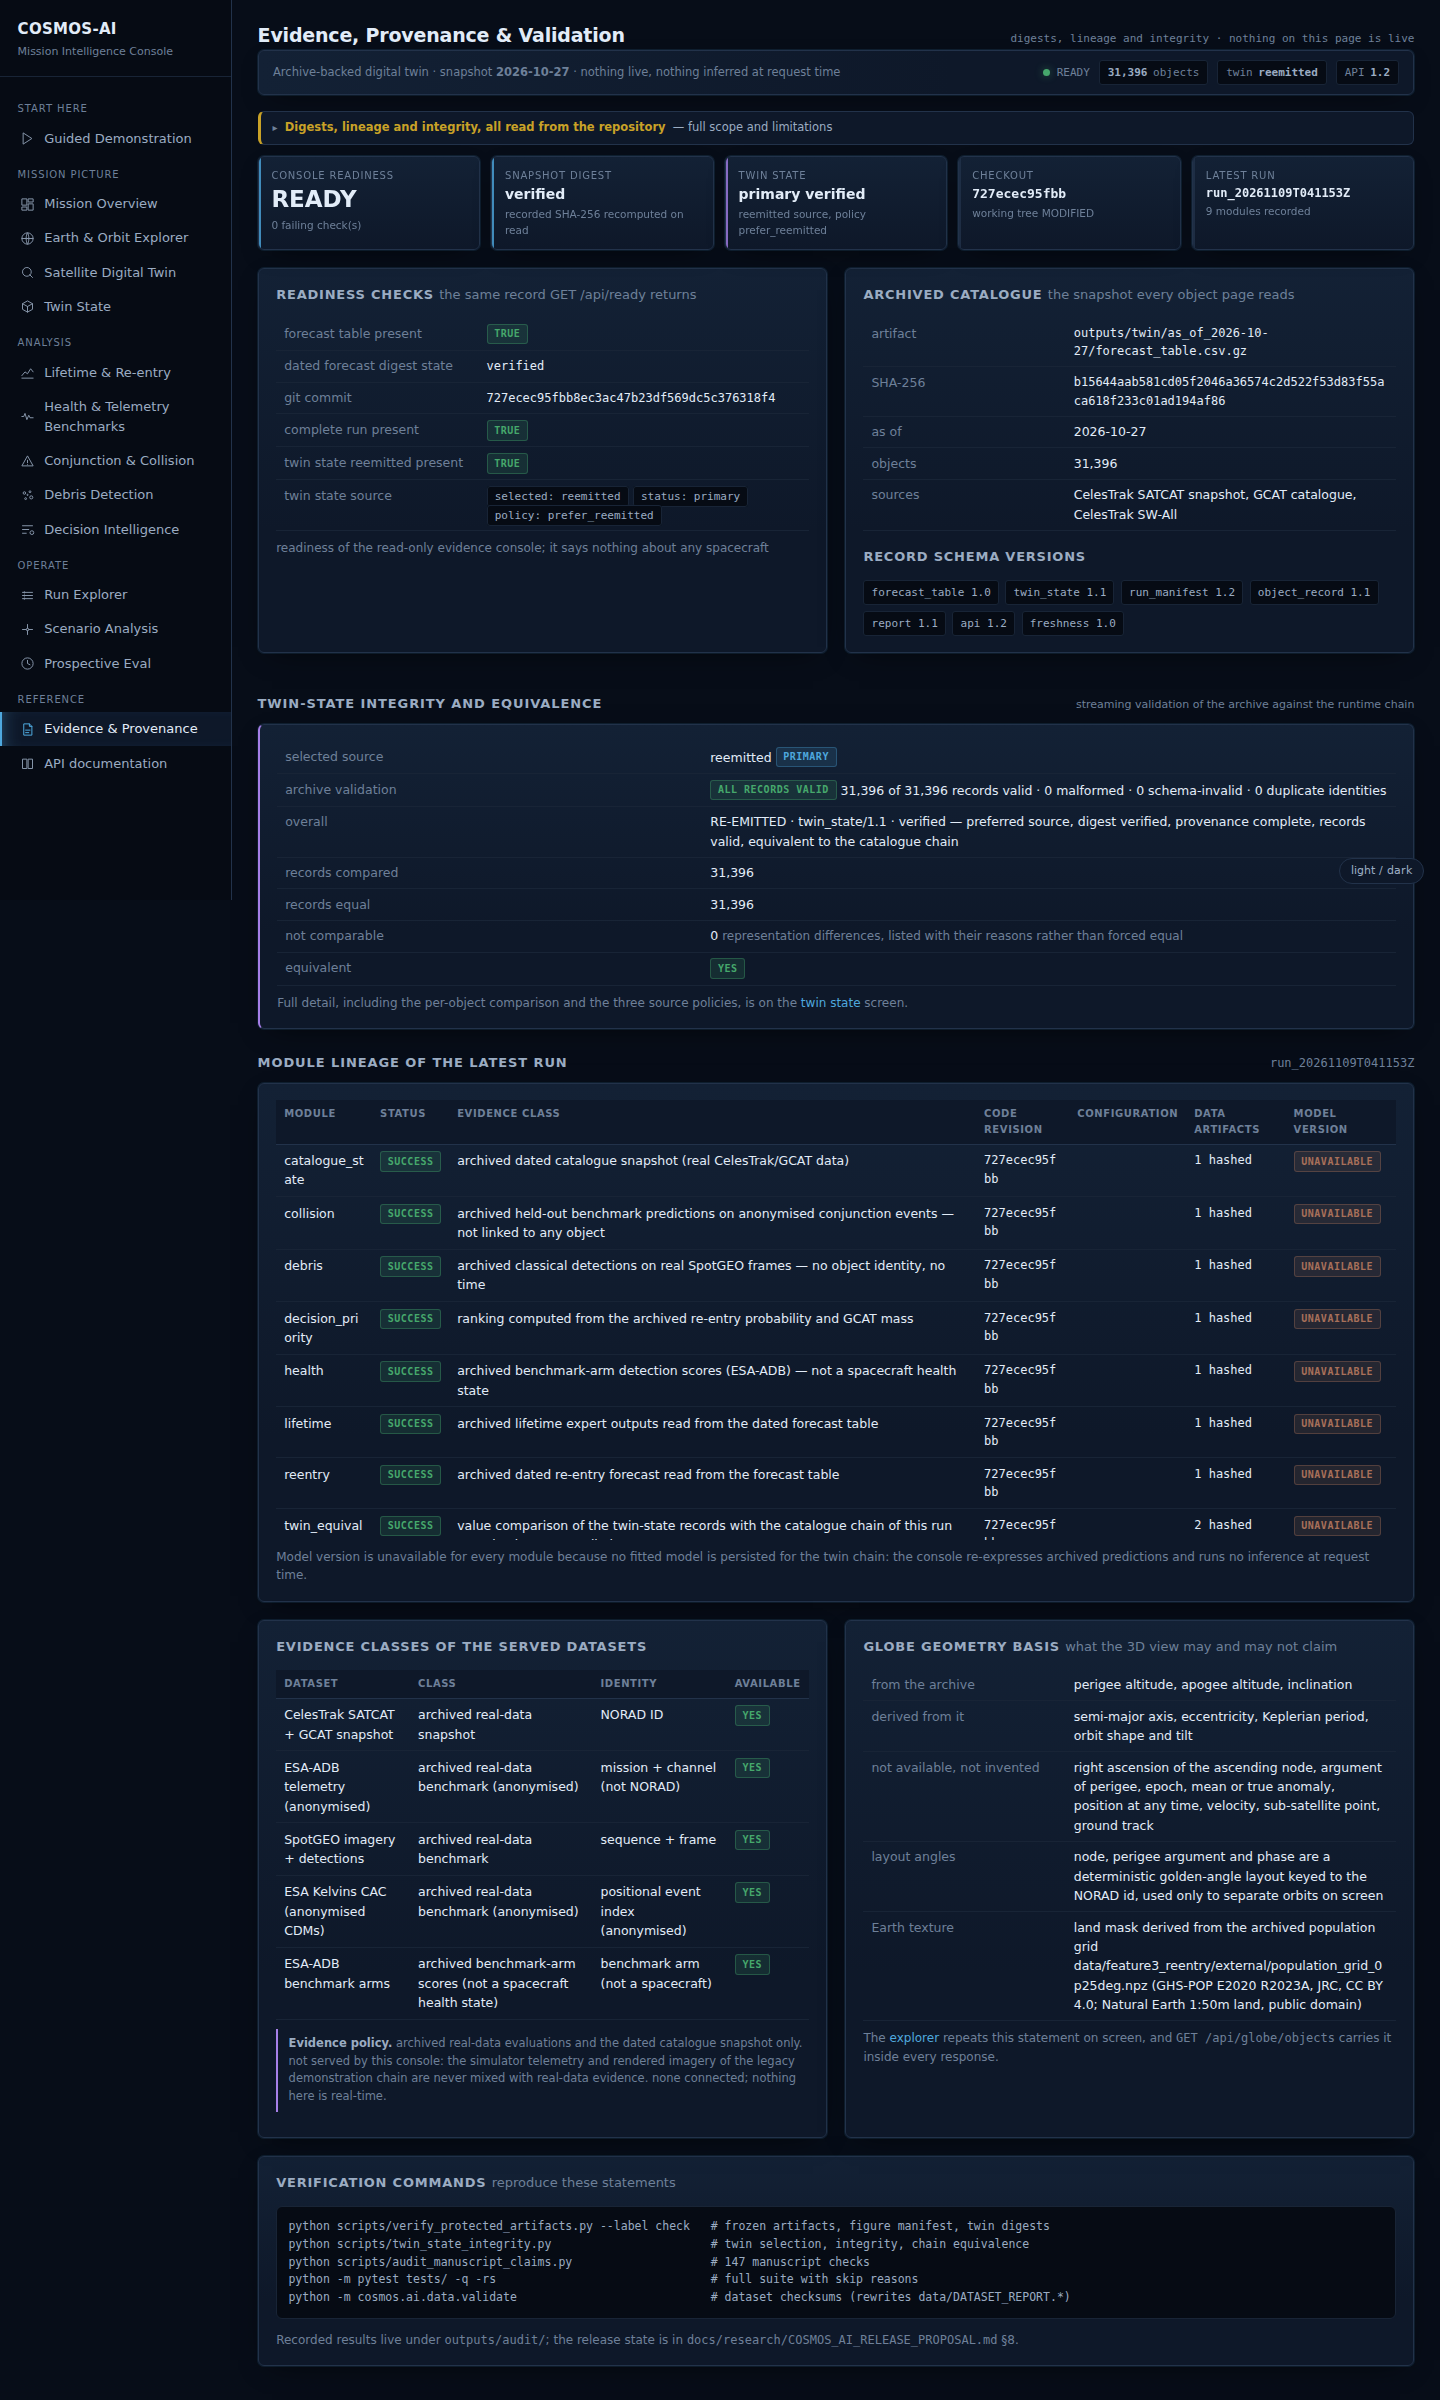 COSMOS-AI
Mission Intelligence Console
START HERE
Guided Demonstration
MISSION PICTURE
Mission Overview
Earth & Orbit Explorer
Satellite Digital Twin
Twin State
ANALYSIS
Lifetime & Re-entry
Health & Telemetry
Benchmarks
Conjunction & Collision
Debris Detection
Decision Intelligence
OPERATE
Run Explorer
Scenario Analysis
Prospective Eval
REFERENCE
Evidence & Provenance
API documentation
Evidence, Provenance & Validation
digests, lineage and integrity · nothing on this page is live
Archive-backed digital twin · snapshot 2026-10-27 · nothing live, nothing inferred at request time
READY 31,396 objects twin reemitted API 1.2
▸ Digests, lineage and integrity, all read from the repository — full scope and limitations
CONSOLE READINESS
READY
0 failing check(s)
SNAPSHOT DIGEST
verified
recorded SHA-256 recomputed on
read
TWIN STATE
primary verified
reemitted source, policy
prefer_reemitted
CHECKOUT
727ecec95fbb
working tree MODIFIED
LATEST RUN
run_20261109T041153Z
9 modules recorded
READINESS CHECKS the same record GET /api/ready returns
forecast table present TRUE
dated forecast digest state verified
git commit 727ecec95fbb8ec3ac47b23df569dc5c376318f4
complete run present TRUE
twin state reemitted present TRUE
twin state source selected: reemitted status: primary
policy: prefer_reemitted
readiness of the read-only evidence console; it says nothing about any spacecraft
ARCHIVED CATALOGUE the snapshot every object page reads
artifact outputs/twin/as_of_2026-10-
27/forecast_table.csv.gz
SHA-256 b15644aab581cd05f2046a36574c2d522f53d83f55a
ca618f233c01ad194af86
as of 2026-10-27
objects 31,396
sources CelesTrak SATCAT snapshot, GCAT catalogue,
CelesTrak SW-All
RECORD SCHEMA VERSIONS
forecast_table 1.0 twin_state 1.1 run_manifest 1.2 object_record 1.1
report 1.1 api 1.2 freshness 1.0
TWIN-STATE INTEGRITY AND EQUIVALENCE
streaming validation of the archive against the runtime chain
selected source reemitted PRIMARY
archive validation ALL RECORDS VALID 31,396 of 31,396 records valid · 0 malformed · 0 schema-invalid · 0 duplicate identities
overall RE-EMITTED · twin_state/1.1 · verified — preferred source, digest verified, provenance complete, records
valid, equivalent to the catalogue chain
light / dark
records compared 31,396
records equal 31,396
not comparable 0 representation differences, listed with their reasons rather than forced equal
equivalent YES
Full detail, including the per-object comparison and the three source policies, is on the twin state screen.
MODULE LINEAGE OF THE LATEST RUN
run_20261109T041153Z
MODULE STATUS EVIDENCE CLASS CODE CONFIGURATION DATA MODEL
REVISION ARTIFACTS VERSION
catalogue_st SUCCESS archived dated catalogue snapshot (real CelesTrak/GCAT data) 727ecec95f 1 hashed UNAVAILABLE
ate bb
collision SUCCESS archived held-out benchmark predictions on anonymised conjunction events — 727ecec95f 1 hashed UNAVAILABLE
not linked to any object bb
debris SUCCESS archived classical detections on real SpotGEO frames — no object identity, no 727ecec95f 1 hashed UNAVAILABLE
time bb
decision_pri SUCCESS ranking computed from the archived re-entry probability and GCAT mass 727ecec95f 1 hashed UNAVAILABLE
ority bb
health SUCCESS archived benchmark-arm detection scores (ESA-ADB) — not a spacecraft health 727ecec95f 1 hashed UNAVAILABLE
state bb
lifetime SUCCESS archived lifetime expert outputs read from the dated forecast table 727ecec95f 1 hashed UNAVAILABLE
bb
reentry SUCCESS archived dated re-entry forecast read from the forecast table 727ecec95f 1 hashed UNAVAILABLE
bb
twin_equival SUCCESS value comparison of the twin-state records with the catalogue chain of this run 727ecec95f 2 hashed UNAVAILABLE
Model version is unavailable for every module because no fitted model is persisted for the twin chain: the console re-expresses archived predictions and runs no inference at request
time.
EVIDENCE CLASSES OF THE SERVED DATASETS
DATASET CLASS IDENTITY AVAILABLE
CelesTrak SATCAT archived real-data NORAD ID YES
+ GCAT snapshot snapshot
ESA-ADB archived real-data mission + channel YES
telemetry benchmark (anonymised) (not NORAD)
(anonymised)
SpotGEO imagery archived real-data sequence + frame YES
+ detections benchmark
ESA Kelvins CAC archived real-data positional event YES
(anonymised benchmark (anonymised) index
CDMs) (anonymised)
ESA-ADB archived benchmark-arm benchmark arm YES
benchmark arms scores (not a spacecraft (not a spacecraft)
health state)
Evidence policy. archived real-data evaluations and the dated catalogue snapshot only.
not served by this console: the simulator telemetry and rendered imagery of the legacy
demonstration chain are never mixed with real-data evidence. none connected; nothing
here is real-time.
GLOBE GEOMETRY BASIS what the 3D view may and may not claim
from the archive perigee altitude, apogee altitude, inclination
derived from it semi-major axis, eccentricity, Keplerian period,
orbit shape and tilt
not available, not invented right ascension of the ascending node, argument
of perigee, epoch, mean or true anomaly,
position at any time, velocity, sub-satellite point,
ground track
layout angles node, perigee argument and phase are a
deterministic golden-angle layout keyed to the
NORAD id, used only to separate orbits on screen
Earth texture land mask derived from the archived population
grid
data/feature3_reentry/external/population_grid_0
p25deg.npz (GHS-POP E2020 R2023A, JRC, CC BY
4.0; Natural Earth 1:50m land, public domain)
The explorer repeats this statement on screen, and GET /api/globe/objects carries it
inside every response.
VERIFICATION COMMANDS reproduce these statements
python scripts/verify_protected_artifacts.py --label check # frozen artifacts, figure manifest, twin digests
python scripts/twin_state_integrity.py # twin selection, integrity, chain equivalence
python scripts/audit_manuscript_claims.py # 147 manuscript checks
python -m pytest tests/ -q -rs # full suite with skip reasons
python -m cosmos.ai.data.validate # dataset checksums (rewrites data/DATASET_REPORT.*)
Recorded results live under outputs/audit/; the release state is in docs/research/COSMOS_AI_RELEASE_PROPOSAL.md §8.